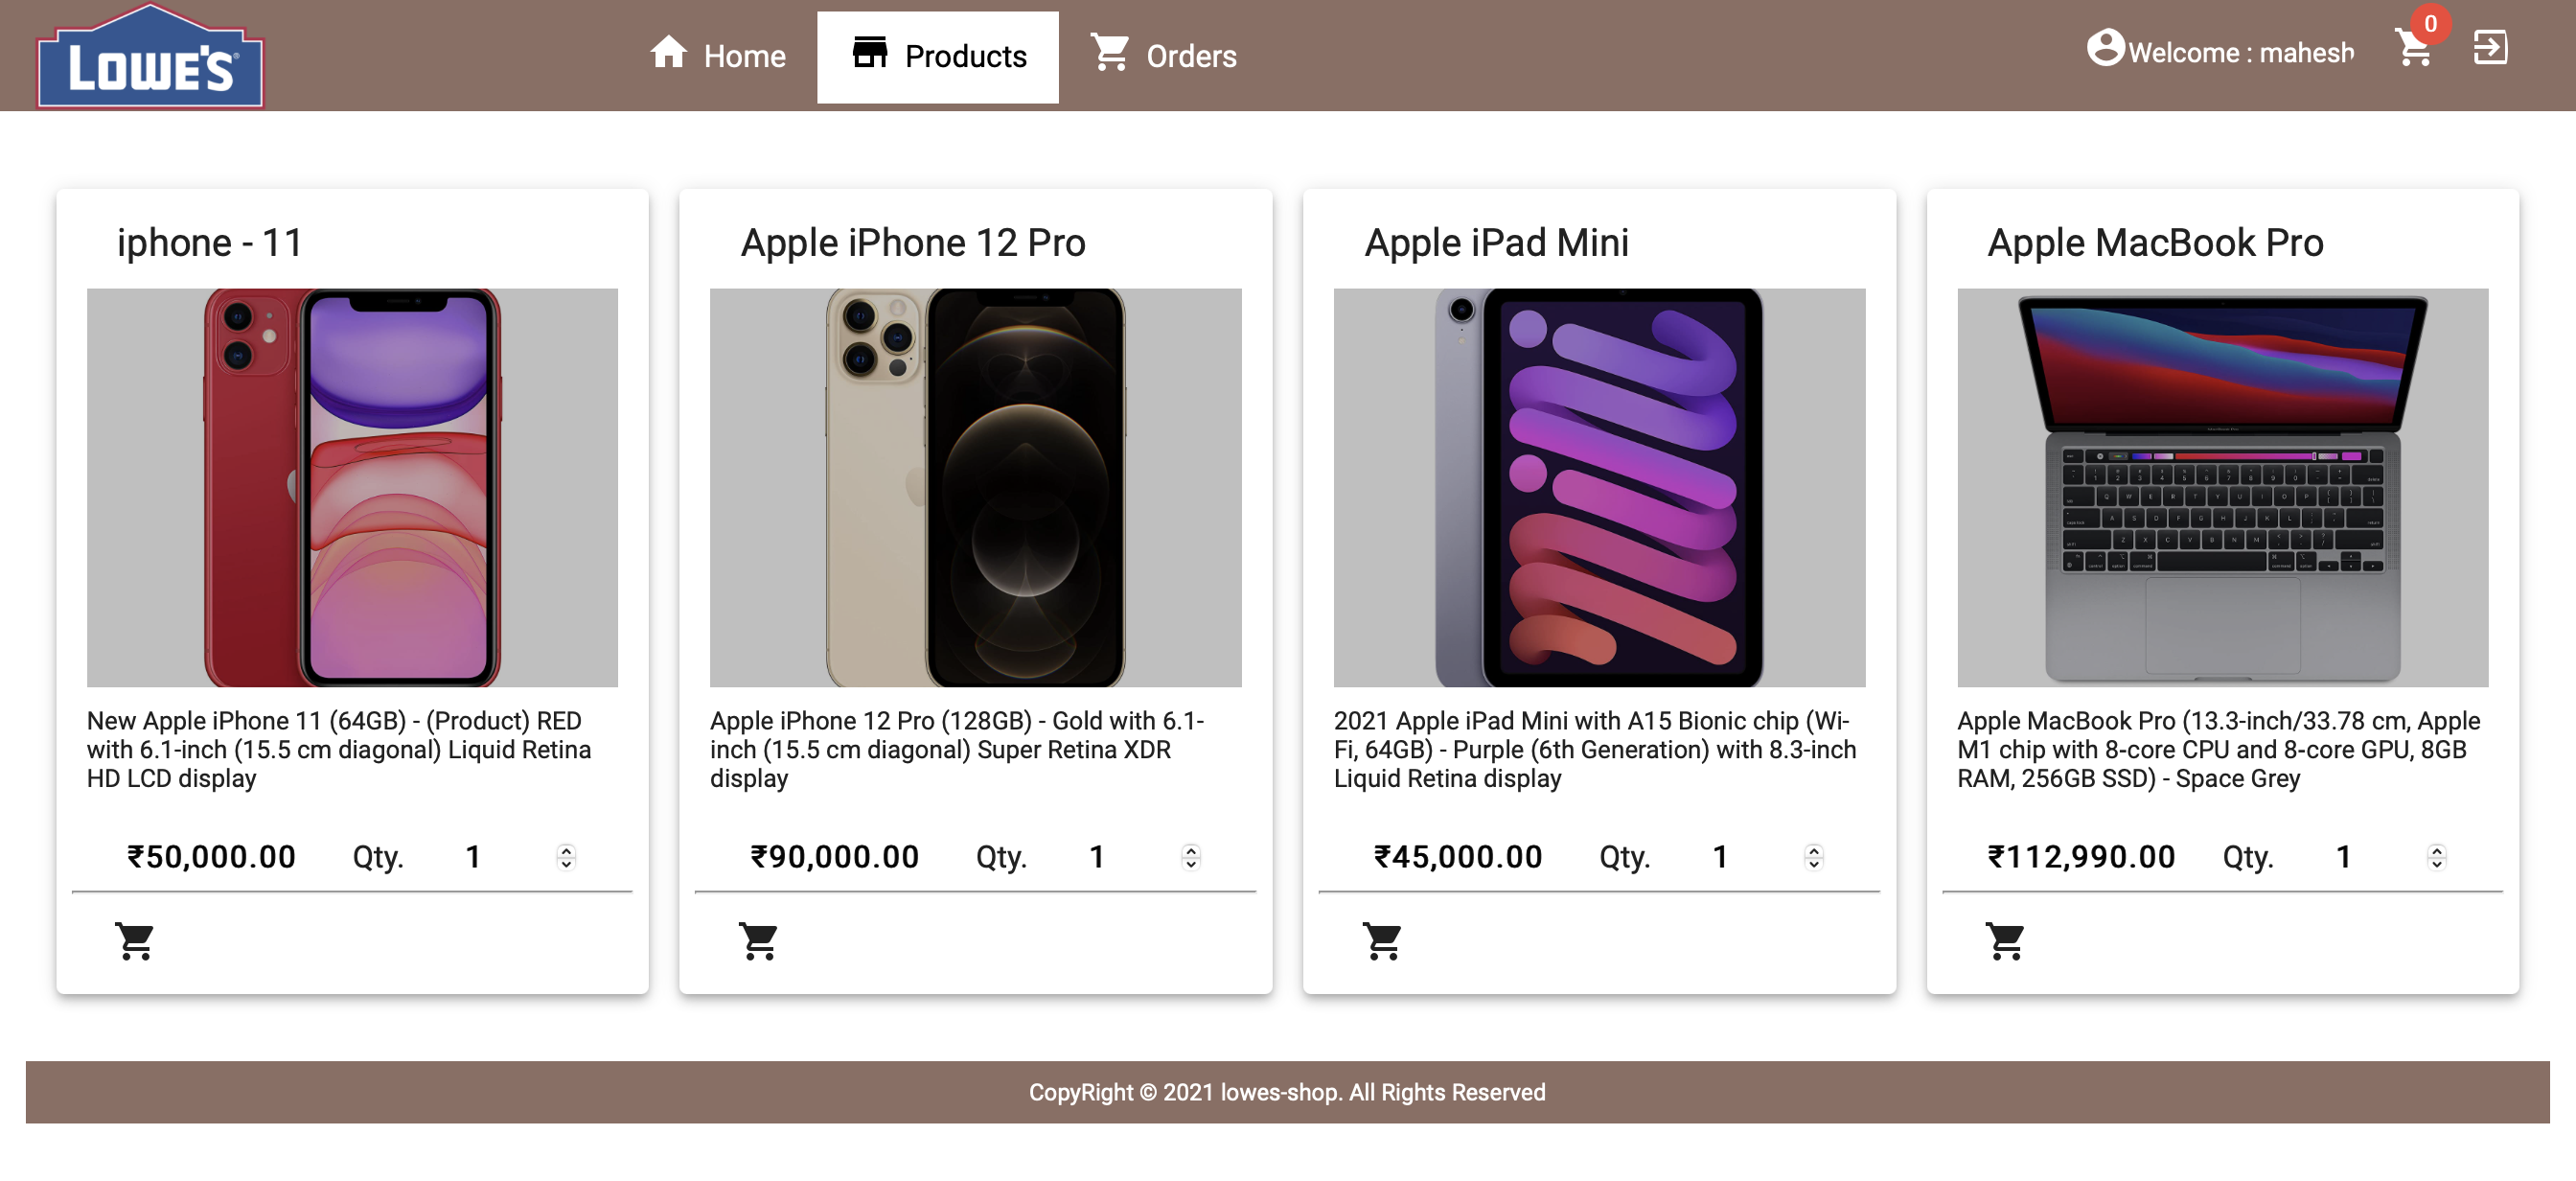 LOWE'S
Home
Products
Orders
Welcome : mahesh
0
iphone - 11
Apple iPhone 12 Pro
Apple iPad Mini
Apple MacBook Pro
New Apple iPhone 11 (64GB) - (Product) RED
with 6.1-inch (15.5 cm diagonal) Liquid Retina
HD LCD display
Apple iPhone 12 Pro (128GB) - Gold with 6.1-
inch (15.5 cm diagonal) Super Retina XDR
display
2021 Apple iPad Mini with A15 Bionic chip (Wi-
Fi, 64GB) - Purple (6th Generation) with 8.3-inch
Liquid Retina display
Apple MacBook Pro (13.3-inch/33.78 cm, Apple
M1 chip with 8-core CPU and 8-core GPU, 8GB
RAM, 256GB SSD) - Space Grey
₹50,000.00 Qty. 1
₹90,000.00 Qty. 1
₹45,000.00 Qty. 1
₹112,990.00 Qty. 1
CopyRight © 2021 lowes-shop. All Rights Reserved